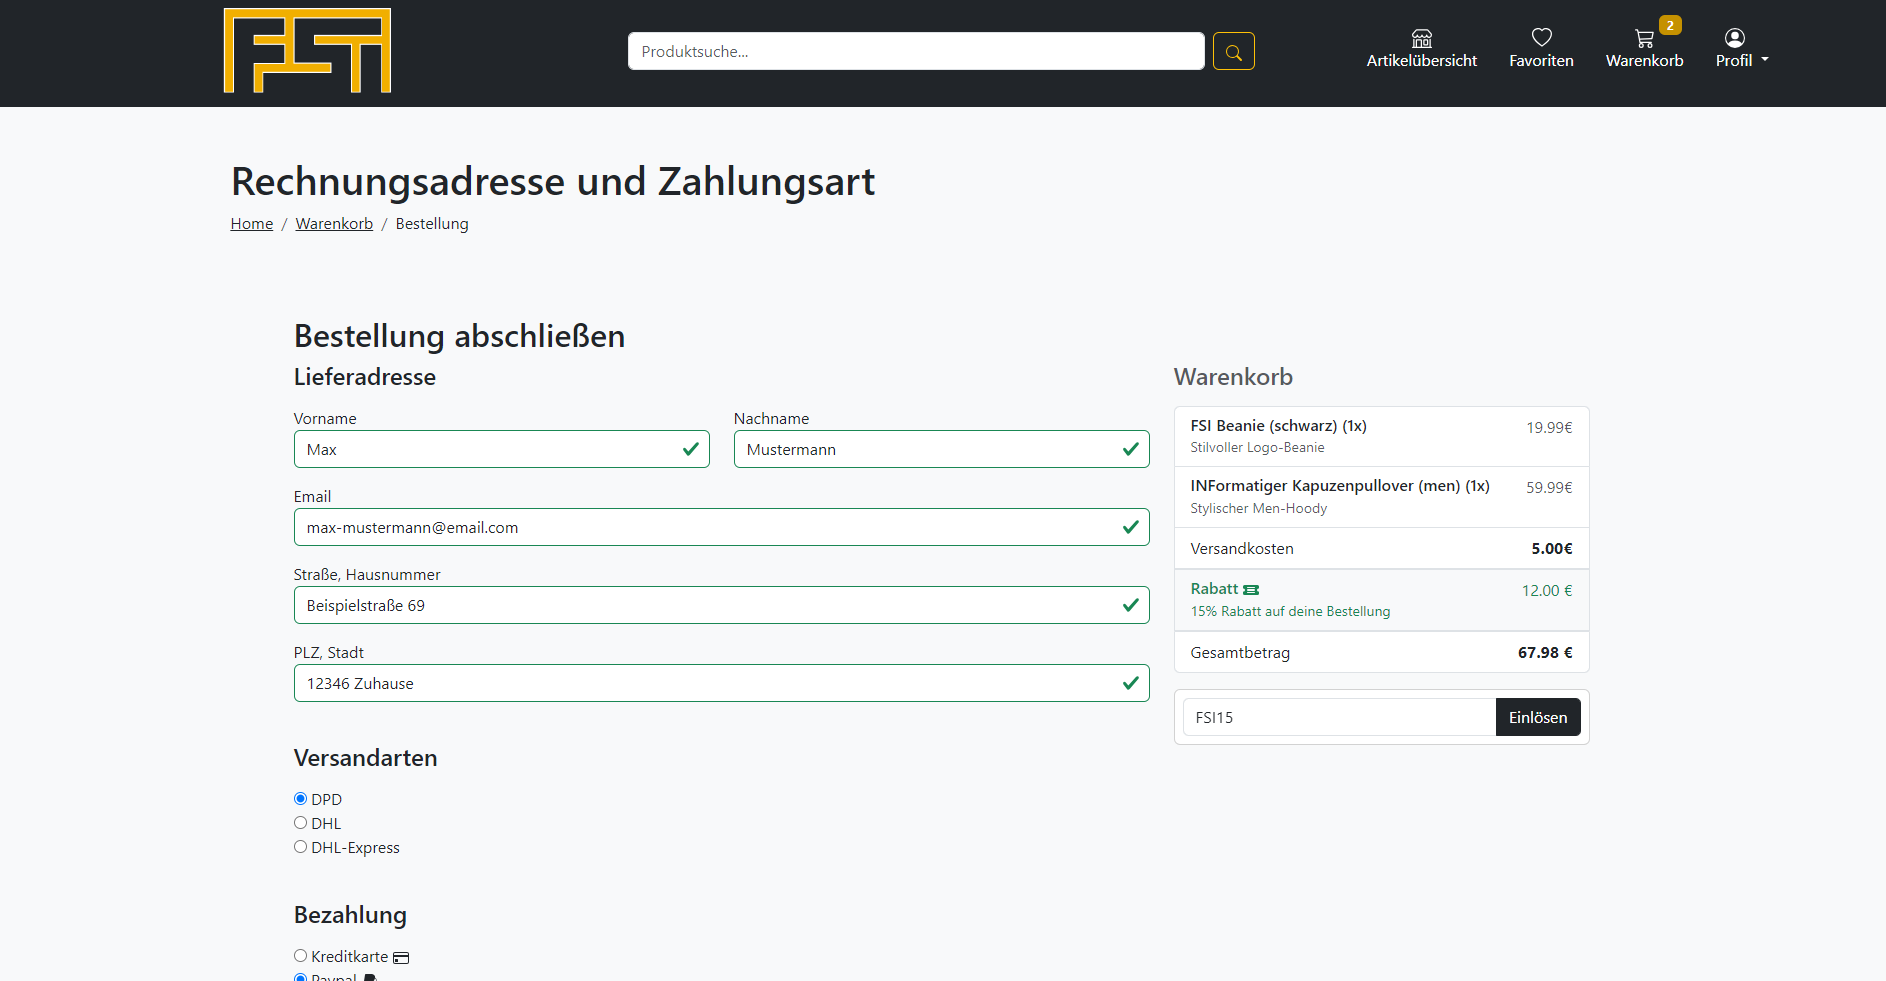 FSI
Produktsuche...
Artikelübersicht
Favoriten
2
Warenkorb
Profil
Rechnungsadresse und Zahlungsart
Home / Warenkorb / Bestellung
Bestellung abschließen
Lieferadresse
Vorname
Max
Nachname
Mustermann
Email
max-mustermann@email.com
Straße, Hausnummer
Beispielstraße 69
PLZ, Stadt
12346 Zuhause
Versandarten
DPD
DHL
DHL-Express
Bezahlung
Kreditkarte
Paypal
Warenkorb
FSI Beanie (schwarz) (1x) 19.99€
Stilvoller Logo-Beanie
INFormatiger Kapuzenpullover (men) (1x) 59.99€
Stylischer Men-Hoody
Versandkosten 5.00€
Rabatt 12.00 €
15% Rabatt auf deine Bestellung
Gesamtbetrag 67.98 €
FSI15 Einlösen